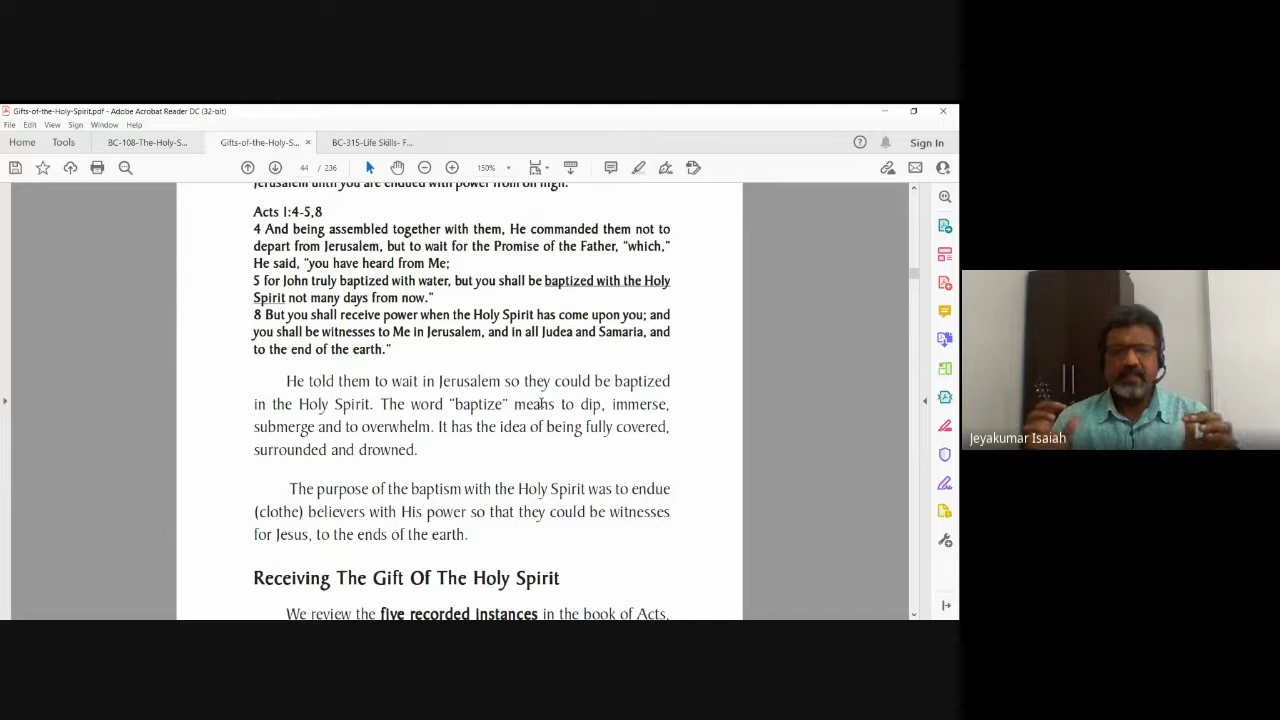 Gifts-of-the-Holy-Spirit.pdf - Adobe Acrobat Reader DC (32-bit)
File Edit View Sign Window Help
Home Tools BC-108-The-Holy-S... Gifts-of-the-Holy-S... × BC-315-Life Skills- F... Sign In
44 / 236 150%
Jerusalem until you are endued with power from on high."
Acts 1:4-5,8
4 And being assembled together with them, He commanded them not to
depart from Jerusalem, but to wait for the Promise of the Father, “which,”
He said, “you have heard from Me;
5 for John truly baptized with water, but you shall be baptized with the Holy
Spirit not many days from now.”
8 But you shall receive power when the Holy Spirit has come upon you; and
you shall be witnesses to Me in Jerusalem, and in all Judea and Samaria, and
to the end of the earth.”
He told them to wait in Jerusalem so they could be baptized
in the Holy Spirit. The word “baptize” means to dip, immerse,
submerge and to overwhelm. It has the idea of being fully covered,
surrounded and drowned.
The purpose of the baptism with the Holy Spirit was to endue
(clothe) believers with His power so that they could be witnesses
for Jesus, to the ends of the earth.
Receiving The Gift Of The Holy Spirit
We review the five recorded instances in the book of Acts,
Jeyakumar Isaiah